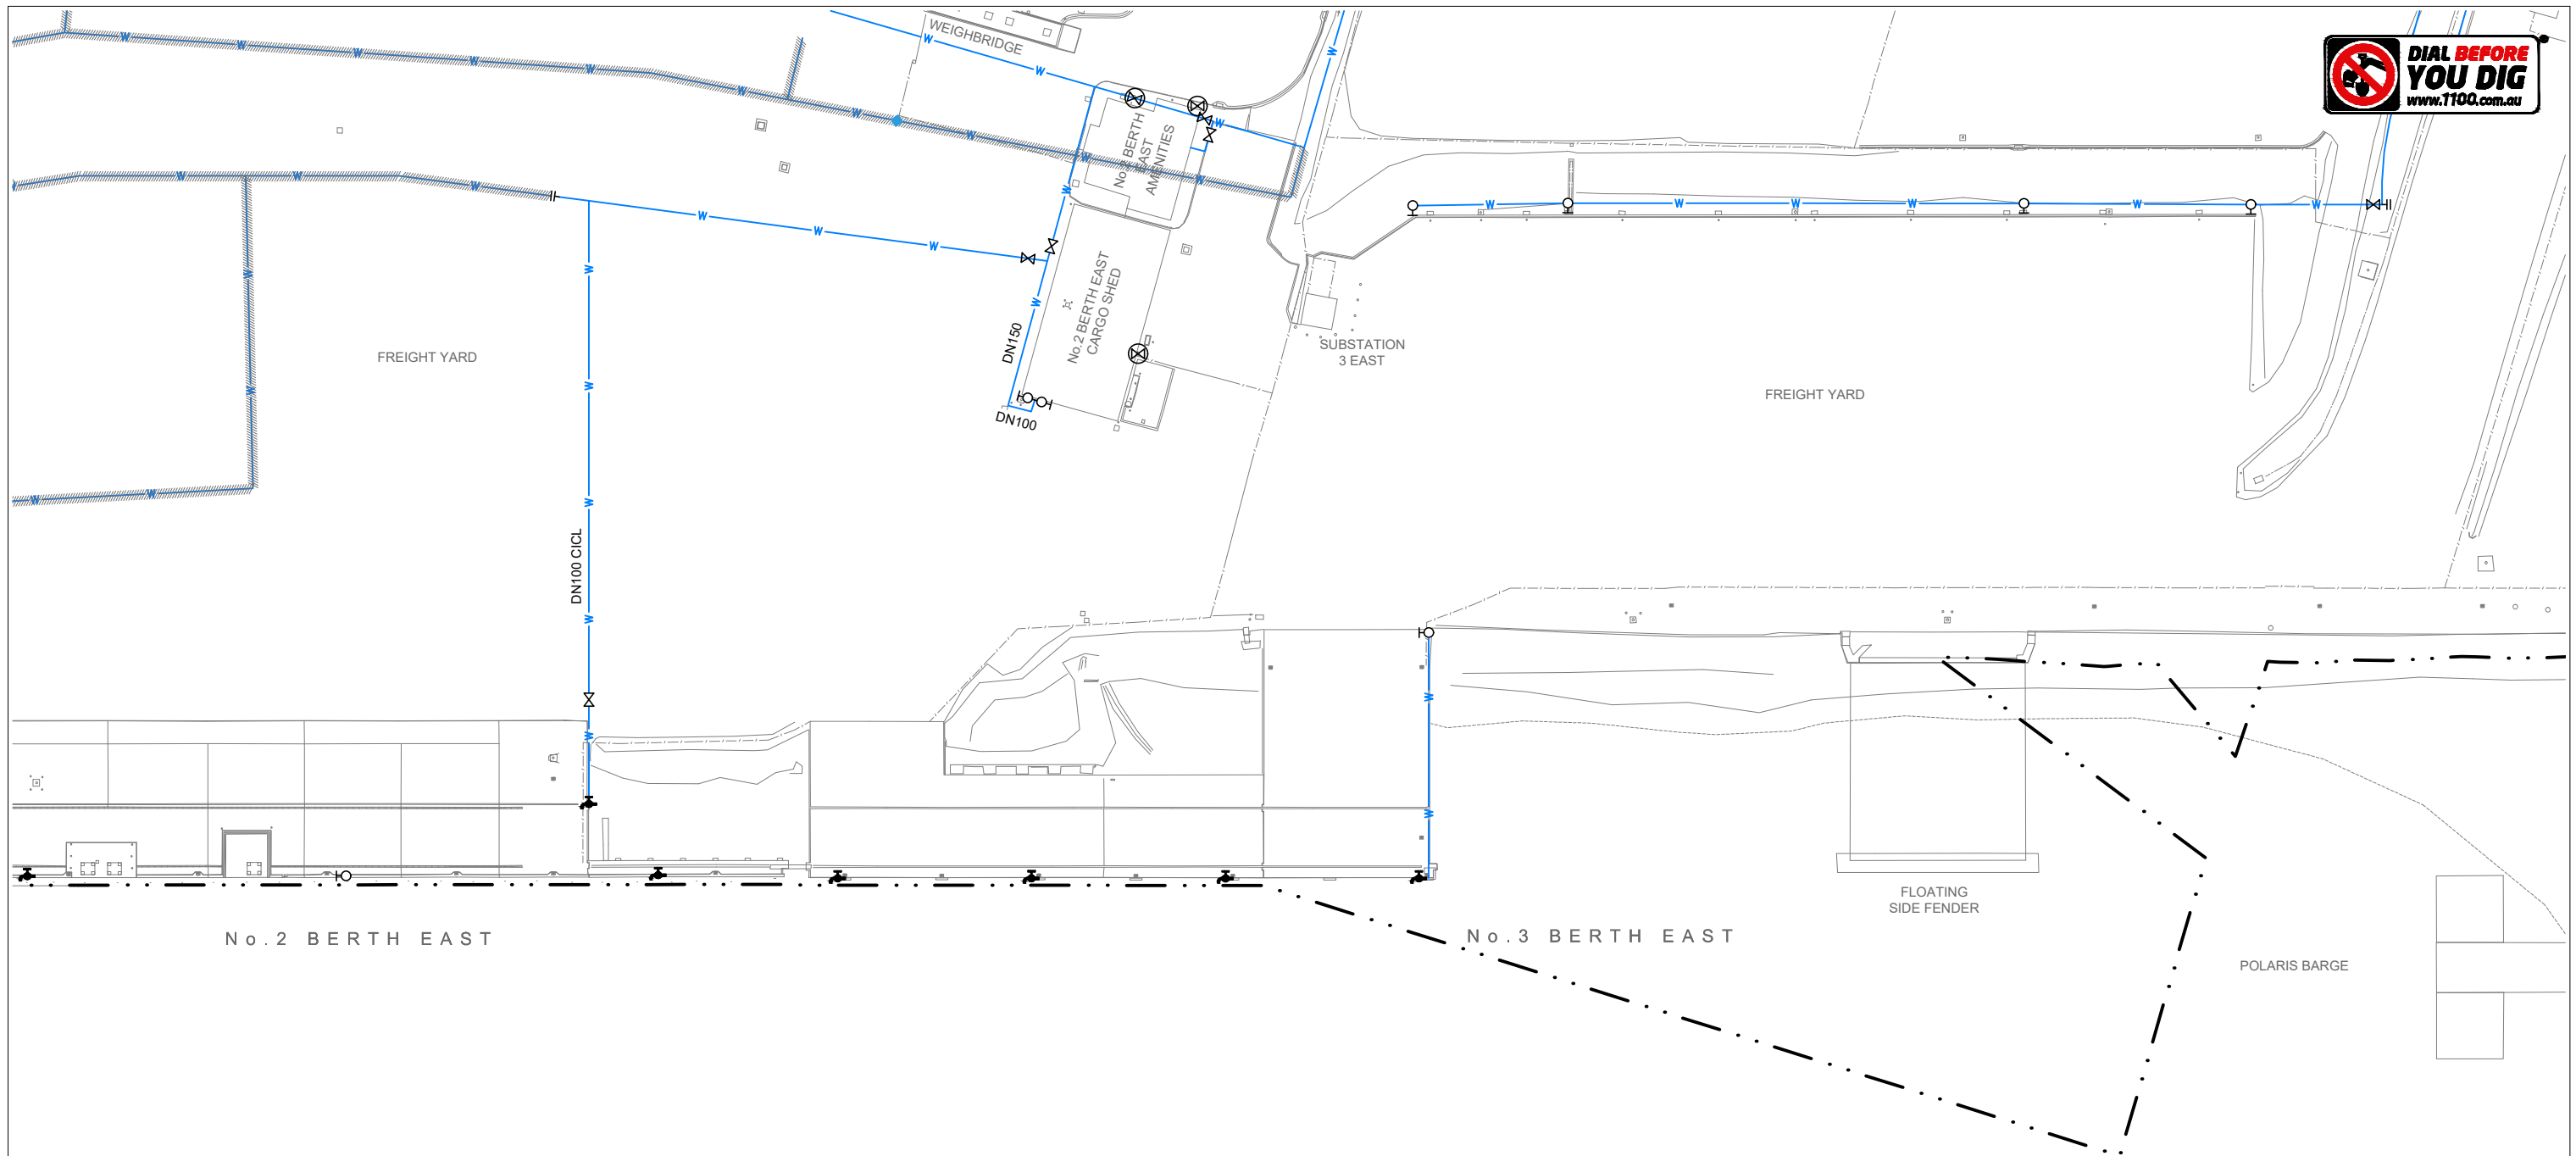 WEIGHBRIDGE
DIAL BEFORE
YOU DIG
www.1100.com.au
No.2 BERTH
EAST
AMENITIES
No.2 BERTH EAST
CARGO SHED
DN150
DN100
FREIGHT YARD
SUBSTATION
3 EAST
FREIGHT YARD
DN100 CICL
FLOATING
SIDE FENDER
No.2 BERTH EAST
No.3 BERTH EAST
POLARIS BARGE